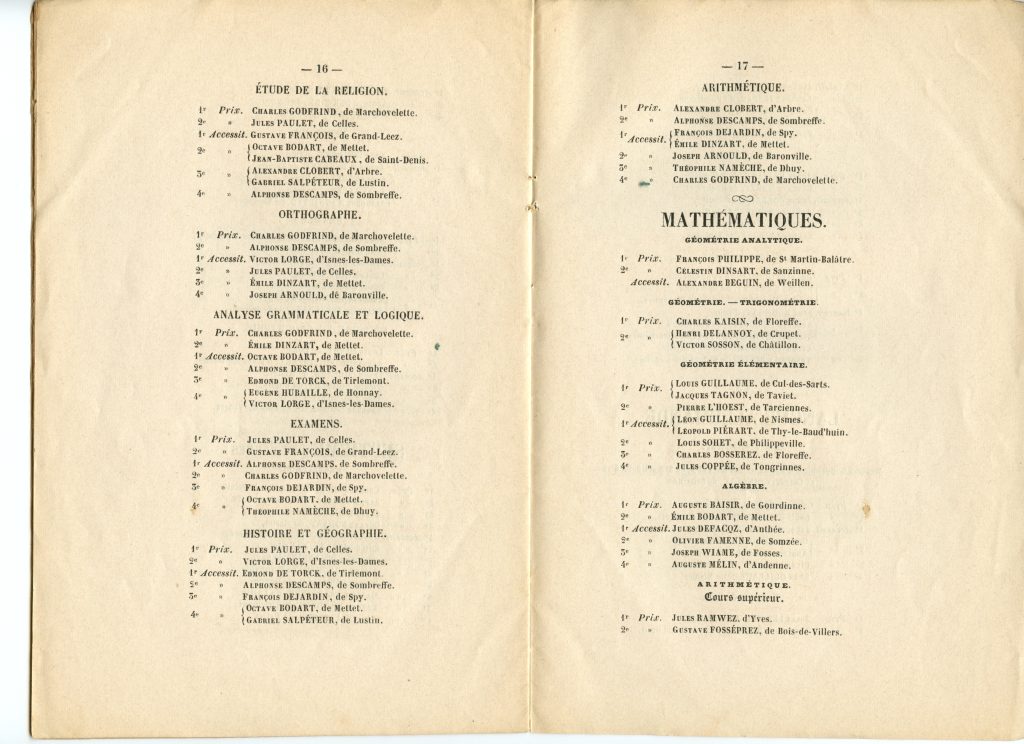 — 16 —
ÉTUDE DE LA RELIGION.
1r Prix. CHARLES GODFRIND, de Marchovelette.
2e » JULES PAULET, de Celles.
1r Accessit. GUSTAVE FRANÇOIS, de Grand-Leez.
2e » { OCTAVE BODART, de Mettet.
JEAN-BAPTISTE CABEAUX, de Saint-Denis.
3e » { ALEXANDRE CLOBERT, d'Arbre.
GABRIEL SALPÉTEUR, de Lustin.
4e » ALPHONSE DESCAMPS, de Sombreffe.
ORTHOGRAPHE.
1r Prix. CHARLES GODFRIND, de Marchovelette.
2e » ALPHONSE DESCAMPS, de Sombreffe.
1r Accessit. VICTOR LORGE, d'Isnes-les-Dames.
2e » JULES PAULET, de Celles.
3e » ÉMILE DINZART, de Mettet.
4e » JOSEPH ARNOULD, de Baronville.
ANALYSE GRAMMATICALE ET LOGIQUE.
1r Prix. CHARLES GODFRIND, de Marchovelette.
2e » ÉMILE DINZART, de Mettet.
1r Accessit. OCTAVE BODART, de Mettet.
2e » ALPHONSE DESCAMPS, de Sombreffe.
3e » EDMOND DE TORCK, de Tirlemont.
4e » { EUGÈNE HUBAILLE, de Honnay.
VICTOR LORGE, d'Isnes-les-Dames.
EXAMENS.
1r Prix. JULES PAULET, de Celles.
2e » GUSTAVE FRANÇOIS, de Grand-Leez.
1r Accessit. ALPHONSE DESCAMPS, de Sombreffe.
2e » CHARLES GODFRIND, de Marchovelette.
3e » FRANÇOIS DEJARDIN, de Spy.
4e » { OCTAVE BODART, de Mettet.
THÉOPHILE NAMÈCHE, de Dhuy.
HISTOIRE ET GÉOGRAPHIE.
1r Prix. JULES PAULET, de Celles.
2e » VICTOR LORGE, d'Isnes-les-Dames.
1r Accessit. EDMOND DE TORCK, de Tirlemont.
2e » ALPHONSE DESCAMPS, de Sombreffe.
3e » FRANÇOIS DEJARDIN, de Spy.
4e » { OCTAVE BODART, de Mettet.
GABRIEL SALPÉTEUR, de Lustin.
— 17 —
ARITHMÉTIQUE.
1r Prix. ALEXANDRE CLOBERT, d'Arbre.
2e » ALPHONSE DESCAMPS, de Sombreffe.
1r Accessit. { FRANÇOIS DEJARDIN, de Spy.
ÉMILE DINZART, de Mettet.
2e » JOSEPH ARNOULD, de Baronville.
3e » THÉOPHILE NAMÈCHE, de Dhuy.
4e » CHARLES GODFRIND, de Marchovelette.
MATHÉMATIQUES.
GÉOMÉTRIE ANALYTIQUE.
1r Prix. FRANÇOIS PHILIPPE, de St Martin-Balâtre.
2e » CÉLESTIN DINSART, de Sanzinne.
Accessit. ALEXANDRE BEGUIN, de Weillen.
GÉOMÉTRIE. — TRIGONOMÉTRIE.
1r Prix. CHARLES KAISIN, de Floreffe.
2e » { HENRI DELANNOY, de Crupet.
VICTOR SOSSON, de Châtillon.
GÉOMÉTRIE ÉLÉMENTAIRE.
1r Prix. { LOUIS GUILLAUME, de Cul-des-Sarts.
JACQUES TAGNON, de Taviet.
2e » PIERRE L'HOEST, de Tarciennes.
1r Accessit. { LÉON GUILLAUME, de Nismes.
LÉOPOLD PIÉRART, de Thy-le-Baud'huin.
2e » LOUIS SOHET, de Philippeville.
3e » CHARLES BOSSEREZ, de Floreffe.
4e » JULES COPPÉE, de Tongrinnes.
ALGÈBRE.
1r Prix. AUGUSTE BAISIR, de Gourdinne.
2e » ÉMILE BODART, de Mettet.
1r Accessit. JULES DEFACQZ, d'Anthée.
2e » OLIVIER FAMENNE, de Somzée.
3e » JOSEPH WIAME, de Fosses.
4e » AUGUSTE MÉLIN, d'Andenne.
ARITHMÉTIQUE.
Cours supérieur.
1r Prix. JULES RAMWEZ, d'Yves.
2e » GUSTAVE FOSSÉPREZ, de Bois-de-Villers.